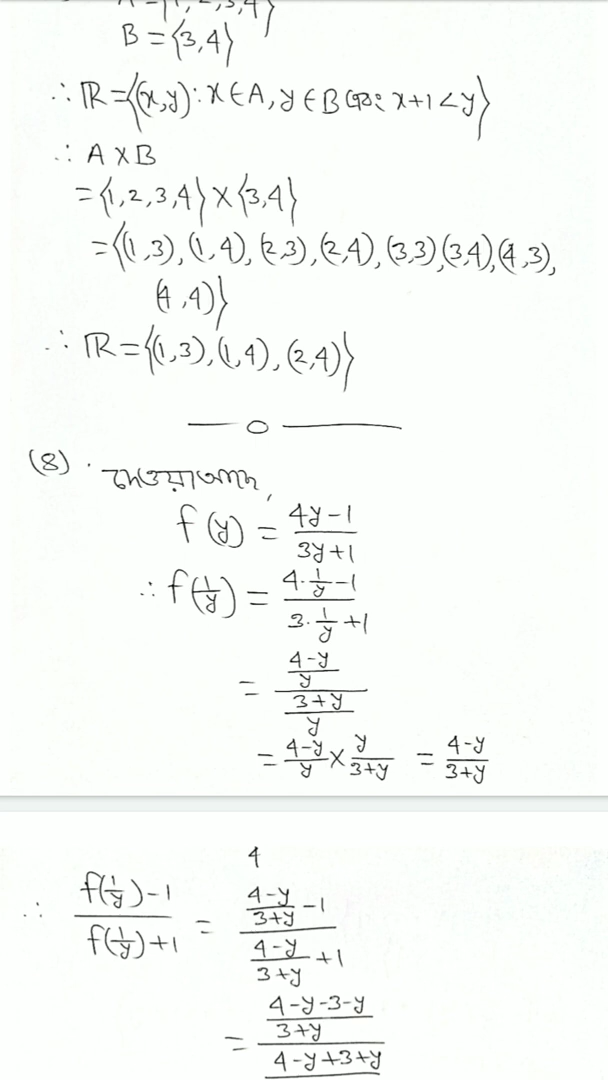 B = {3,4}
∴ ℝ = {(x,y) : x ∈ A, y ∈ B এবং x+1 < y}
∴ A × B
= {1,2,3,4} × {3,4}
= {(1,3), (1,4), (2,3), (2,4), (3,3), (3,4), (4,3),
(4,4)}
∴ ℝ = {(1,3), (1,4), (2,4)}
(8). দেওয়া আছে,
f(y) = (4y-1)/(3y+1)
∴ f(1/y) = (4·1/y - 1)/(3·1/y + 1)
= ((4-y)/y)/((3+y)/y)
= (4-y)/y × y/(3+y) = (4-y)/(3+y)
4
∴ (f(1/y)-1)/(f(1/y)+1) = ((4-y)/(3+y) - 1)/((4-y)/(3+y) + 1)
= ((4-y-3-y)/(3+y))/(4-y+3+y)